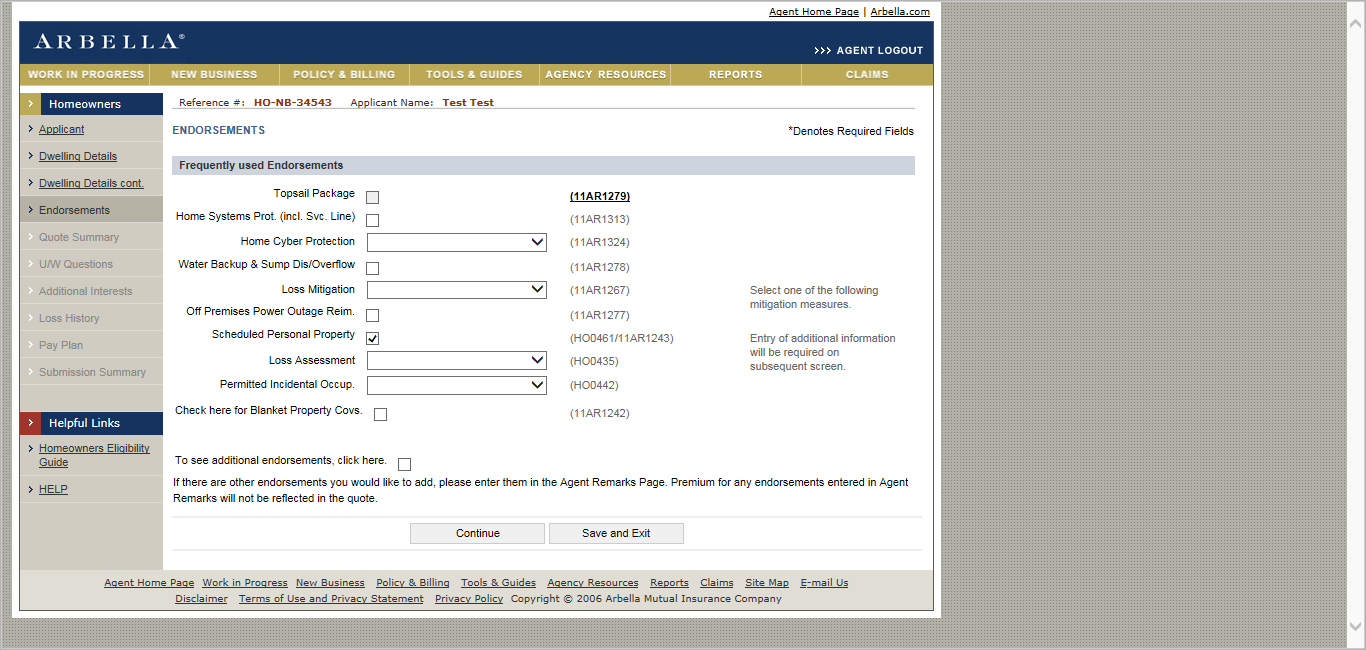 Agent Home Page | Arbella.com
ARBELLA®
>>> AGENT LOGOUT
WORK IN PROGRESS NEW BUSINESS POLICY & BILLING TOOLS & GUIDES AGENCY RESOURCES REPORTS CLAIMS
Homeowners
Applicant
Dwelling Details
Dwelling Details cont.
Endorsements
Quote Summary
U/W Questions
Additional Interests
Loss History
Pay Plan
Submission Summary
Helpful Links
Homeowners Eligibility
Guide
HELP
Reference #: HO-NB-34543 Applicant Name: Test Test
ENDORSEMENTS
*Denotes Required Fields
Frequently used Endorsements
Topsail Package (11AR1279)
Home Systems Prot. (incl. Svc. Line) (11AR1313)
Home Cyber Protection (11AR1324)
Water Backup & Sump Dis/Overflow (11AR1278)
Loss Mitigation (11AR1267) Select one of the following
mitigation measures.
Off Premises Power Outage Reim. (11AR1277)
Scheduled Personal Property (HO0461/11AR1243) Entry of additional information
will be required on
subsequent screen.
Loss Assessment (HO0435)
Permitted Incidental Occup. (HO0442)
Check here for Blanket Property Covs. (11AR1242)
To see additional endorsements, click here.
If there are other endorsements you would like to add, please enter them in the Agent Remarks Page. Premium for any endorsements entered in Agent
Remarks will not be reflected in the quote.
Continue Save and Exit
Agent Home Page Work in Progress New Business Policy & Billing Tools & Guides Agency Resources Reports Claims Site Map E-mail Us
Disclaimer Terms of Use and Privacy Statement Privacy Policy Copyright © 2006 Arbella Mutual Insurance Company